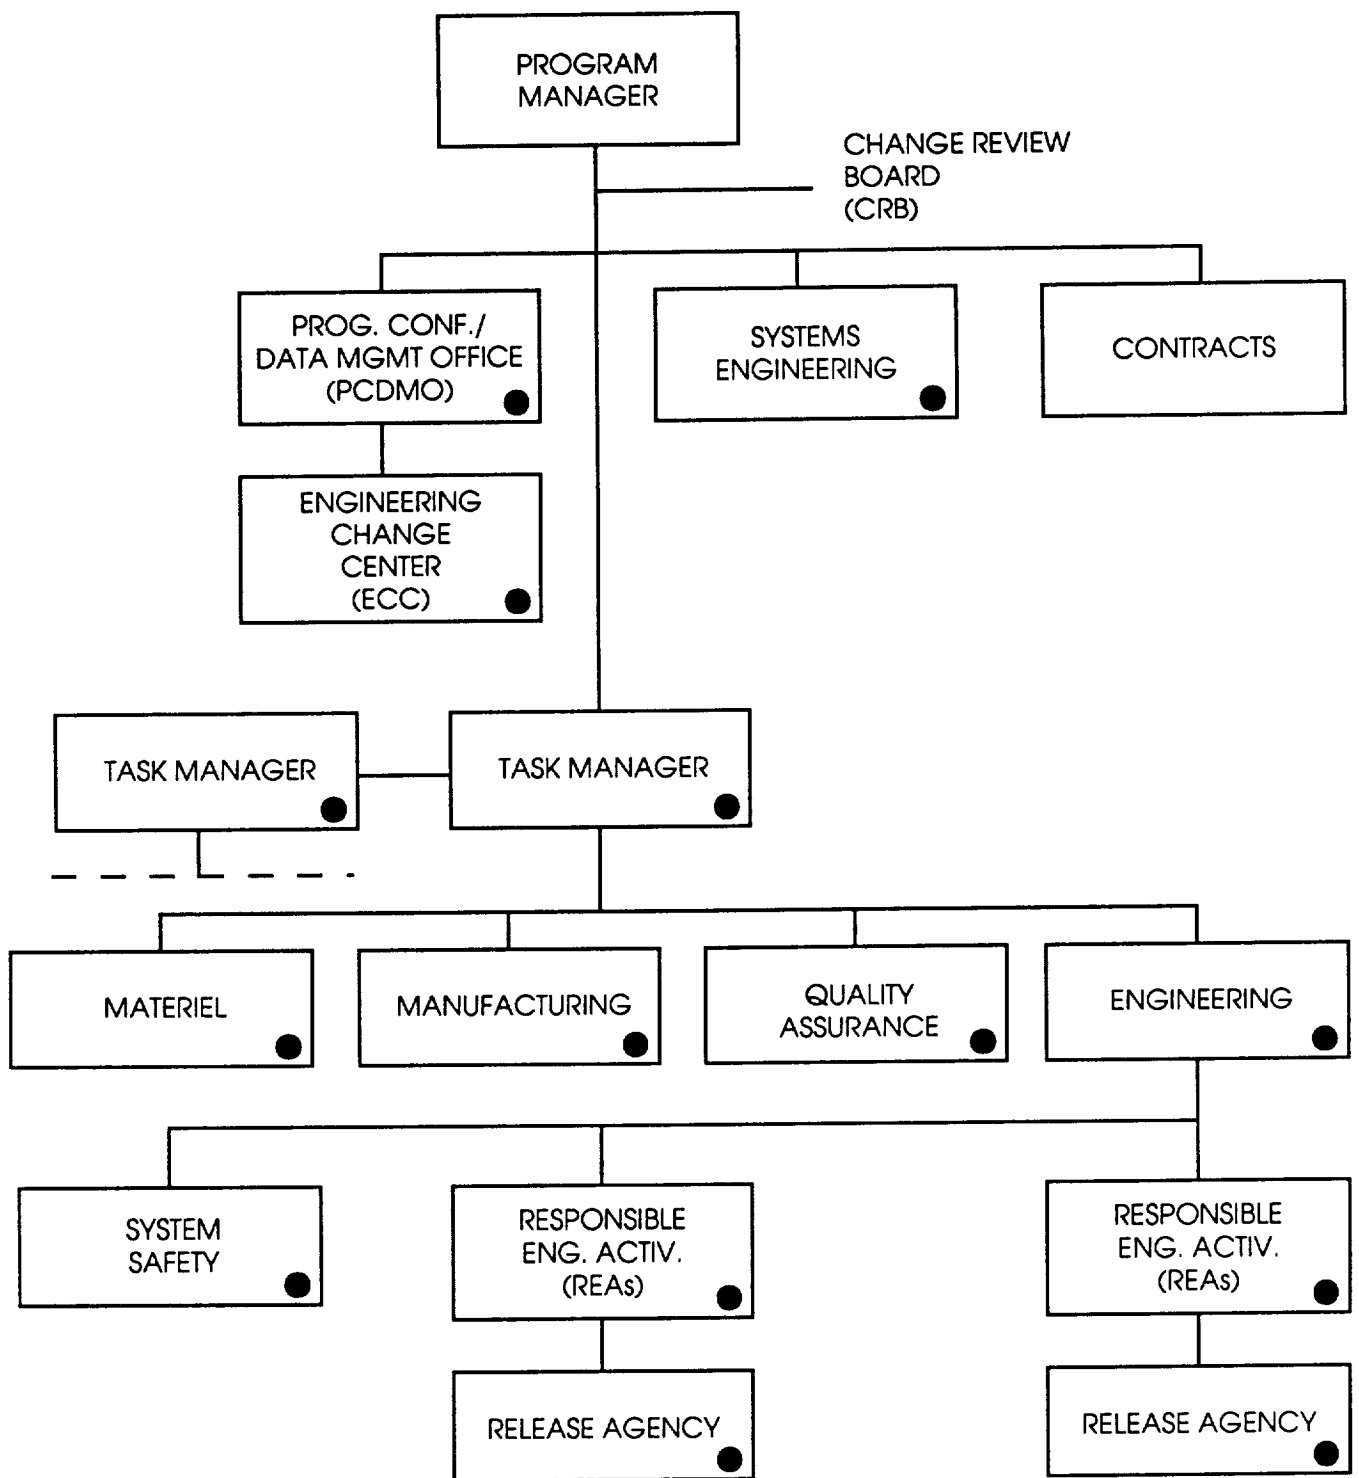 PROGRAM
MANAGER
CHANGE REVIEW
BOARD
(CRB)
PROG. CONF./
DATA MGMT OFFICE
(PCDMO)
SYSTEMS
ENGINEERING
CONTRACTS
ENGINEERING
CHANGE
CENTER
(ECC)
TASK MANAGER
TASK MANAGER
MATERIEL
MANUFACTURING
QUALITY
ASSURANCE
ENGINEERING
SYSTEM
SAFETY
RESPONSIBLE
ENG. ACTIV.
(REAs)
RESPONSIBLE
ENG. ACTIV.
(REAs)
RELEASE AGENCY
RELEASE AGENCY